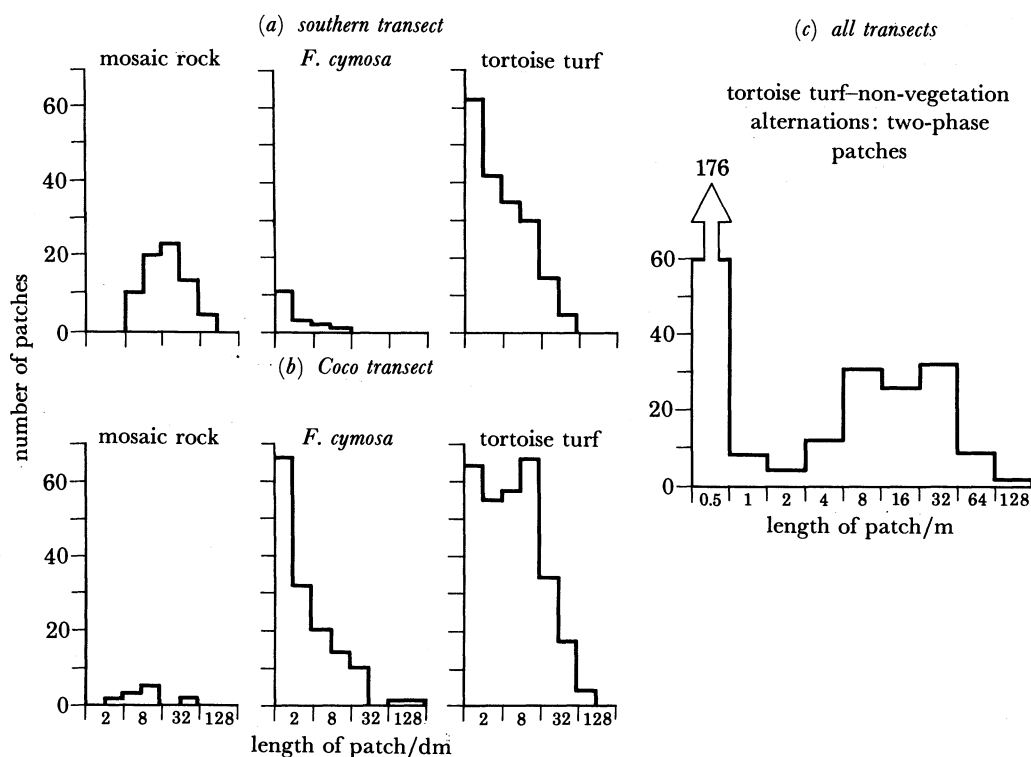 (a) southern transect
mosaic rock F. cymosa tortoise turf
60
40
20
0
number of patches
(b) Coco transect
mosaic rock F. cymosa tortoise turf
60
40
20
0
2 8 32 128 2 8 32 128 2 8 32 128
length of patch/dm
(c) all transects
tortoise turf–non-vegetation
alternations: two-phase
patches
176
60
40
20
0
0.5 1 2 4 8 16 32 64 128
length of patch/m